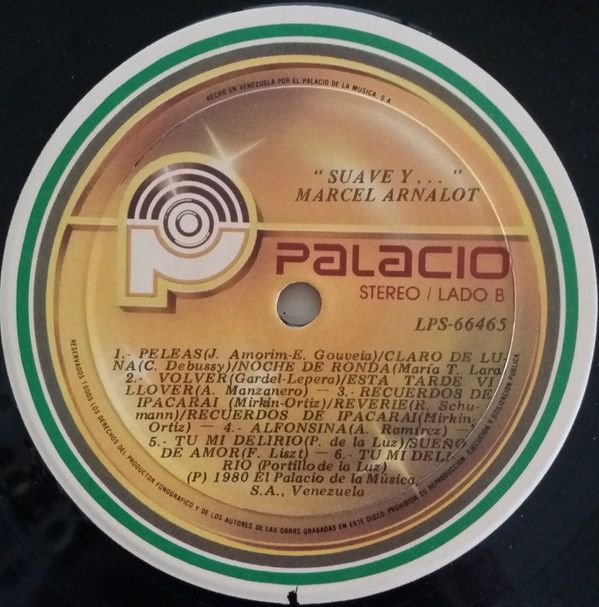 HECHO EN VENEZUELA POR EL PALACIO DE LA MUSICA, S.A.
"SUAVE Y..."
MARCEL ARNALOT
PALACIO
STEREO / LADO B
LPS-66465
1.- PELEAS(J. Amorim-E. Gouveia)/CLARO DE LU-
NA(C. Debussy)/NOCHE DE RONDA(María T. Lara
2.- VOLVER(Gardel-Lepera)/ESTA TARDE VI
LLOVER(A. Manzanero) — 3.- RECUERDOS DE
IPACARAI (Mirkin-Ortiz)/REVERIE(R. Schu-
mann)/RECUERDOS DE IPACARAI(Mirkin-
Ortiz) — 4.- ALFONSINA(A. Ramírez) —
5.- TU MI DELIRIO(P. de la Luz)/SUEÑO
DE AMOR(F. Liszt) — 6.- TU MI DELI-
RIO (Portillo de la Luz)
(P) 1980 El Palacio de la Música,
S.A., Venezuela
RESERVADOS TODOS LOS DERECHOS DEL PRODUCTOR FONOGRAFICO Y DE LOS AUTORES DE LAS OBRAS GRABADAS EN ESTE DISCO. PROHIBIDA SU REPRODUCCION, EJECUCION Y UTILIZACION PUBLICA